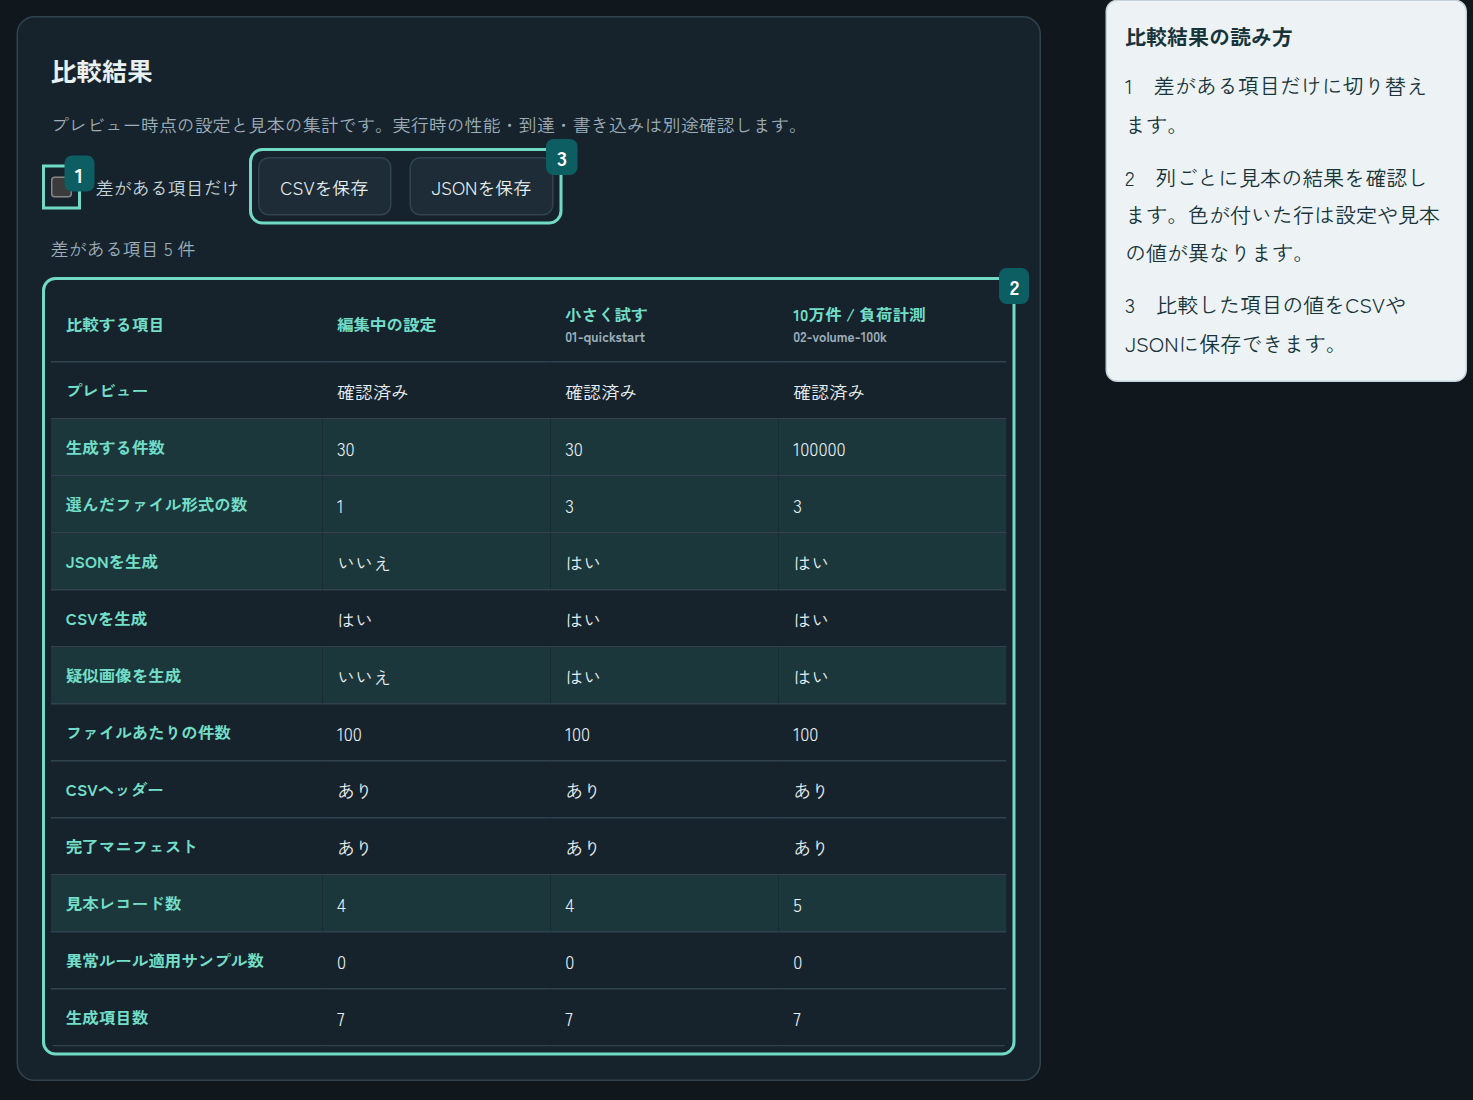 比較結果
プレビュー時点の設定と見本の集計です。実行時の性能・到達・書き込みは別途確認します。
1 差がある項目だけ CSVを保存 JSONを保存 3
差がある項目 5 件
2
比較する項目 編集中の設定 小さく試す 10万件 / 負荷計測
01-quickstart 02-volume-100k
プレビュー 確認済み 確認済み 確認済み
生成する件数 30 30 100000
選んだファイル形式の数 1 3 3
JSONを生成 いいえ はい はい
CSVを生成 はい はい はい
疑似画像を生成 いいえ はい はい
ファイルあたりの件数 100 100 100
CSVヘッダー あり あり あり
完了マニフェスト あり あり あり
見本レコード数 4 4 5
異常ルール適用サンプル数 0 0 0
生成項目数 7 7 7
比較結果の読み方
1 差がある項目だけに切り替え
ます。
2 列ごとに見本の結果を確認し
ます。色が付いた行は設定や見本
の値が異なります。
3 比較した項目の値をCSVや
JSONに保存できます。